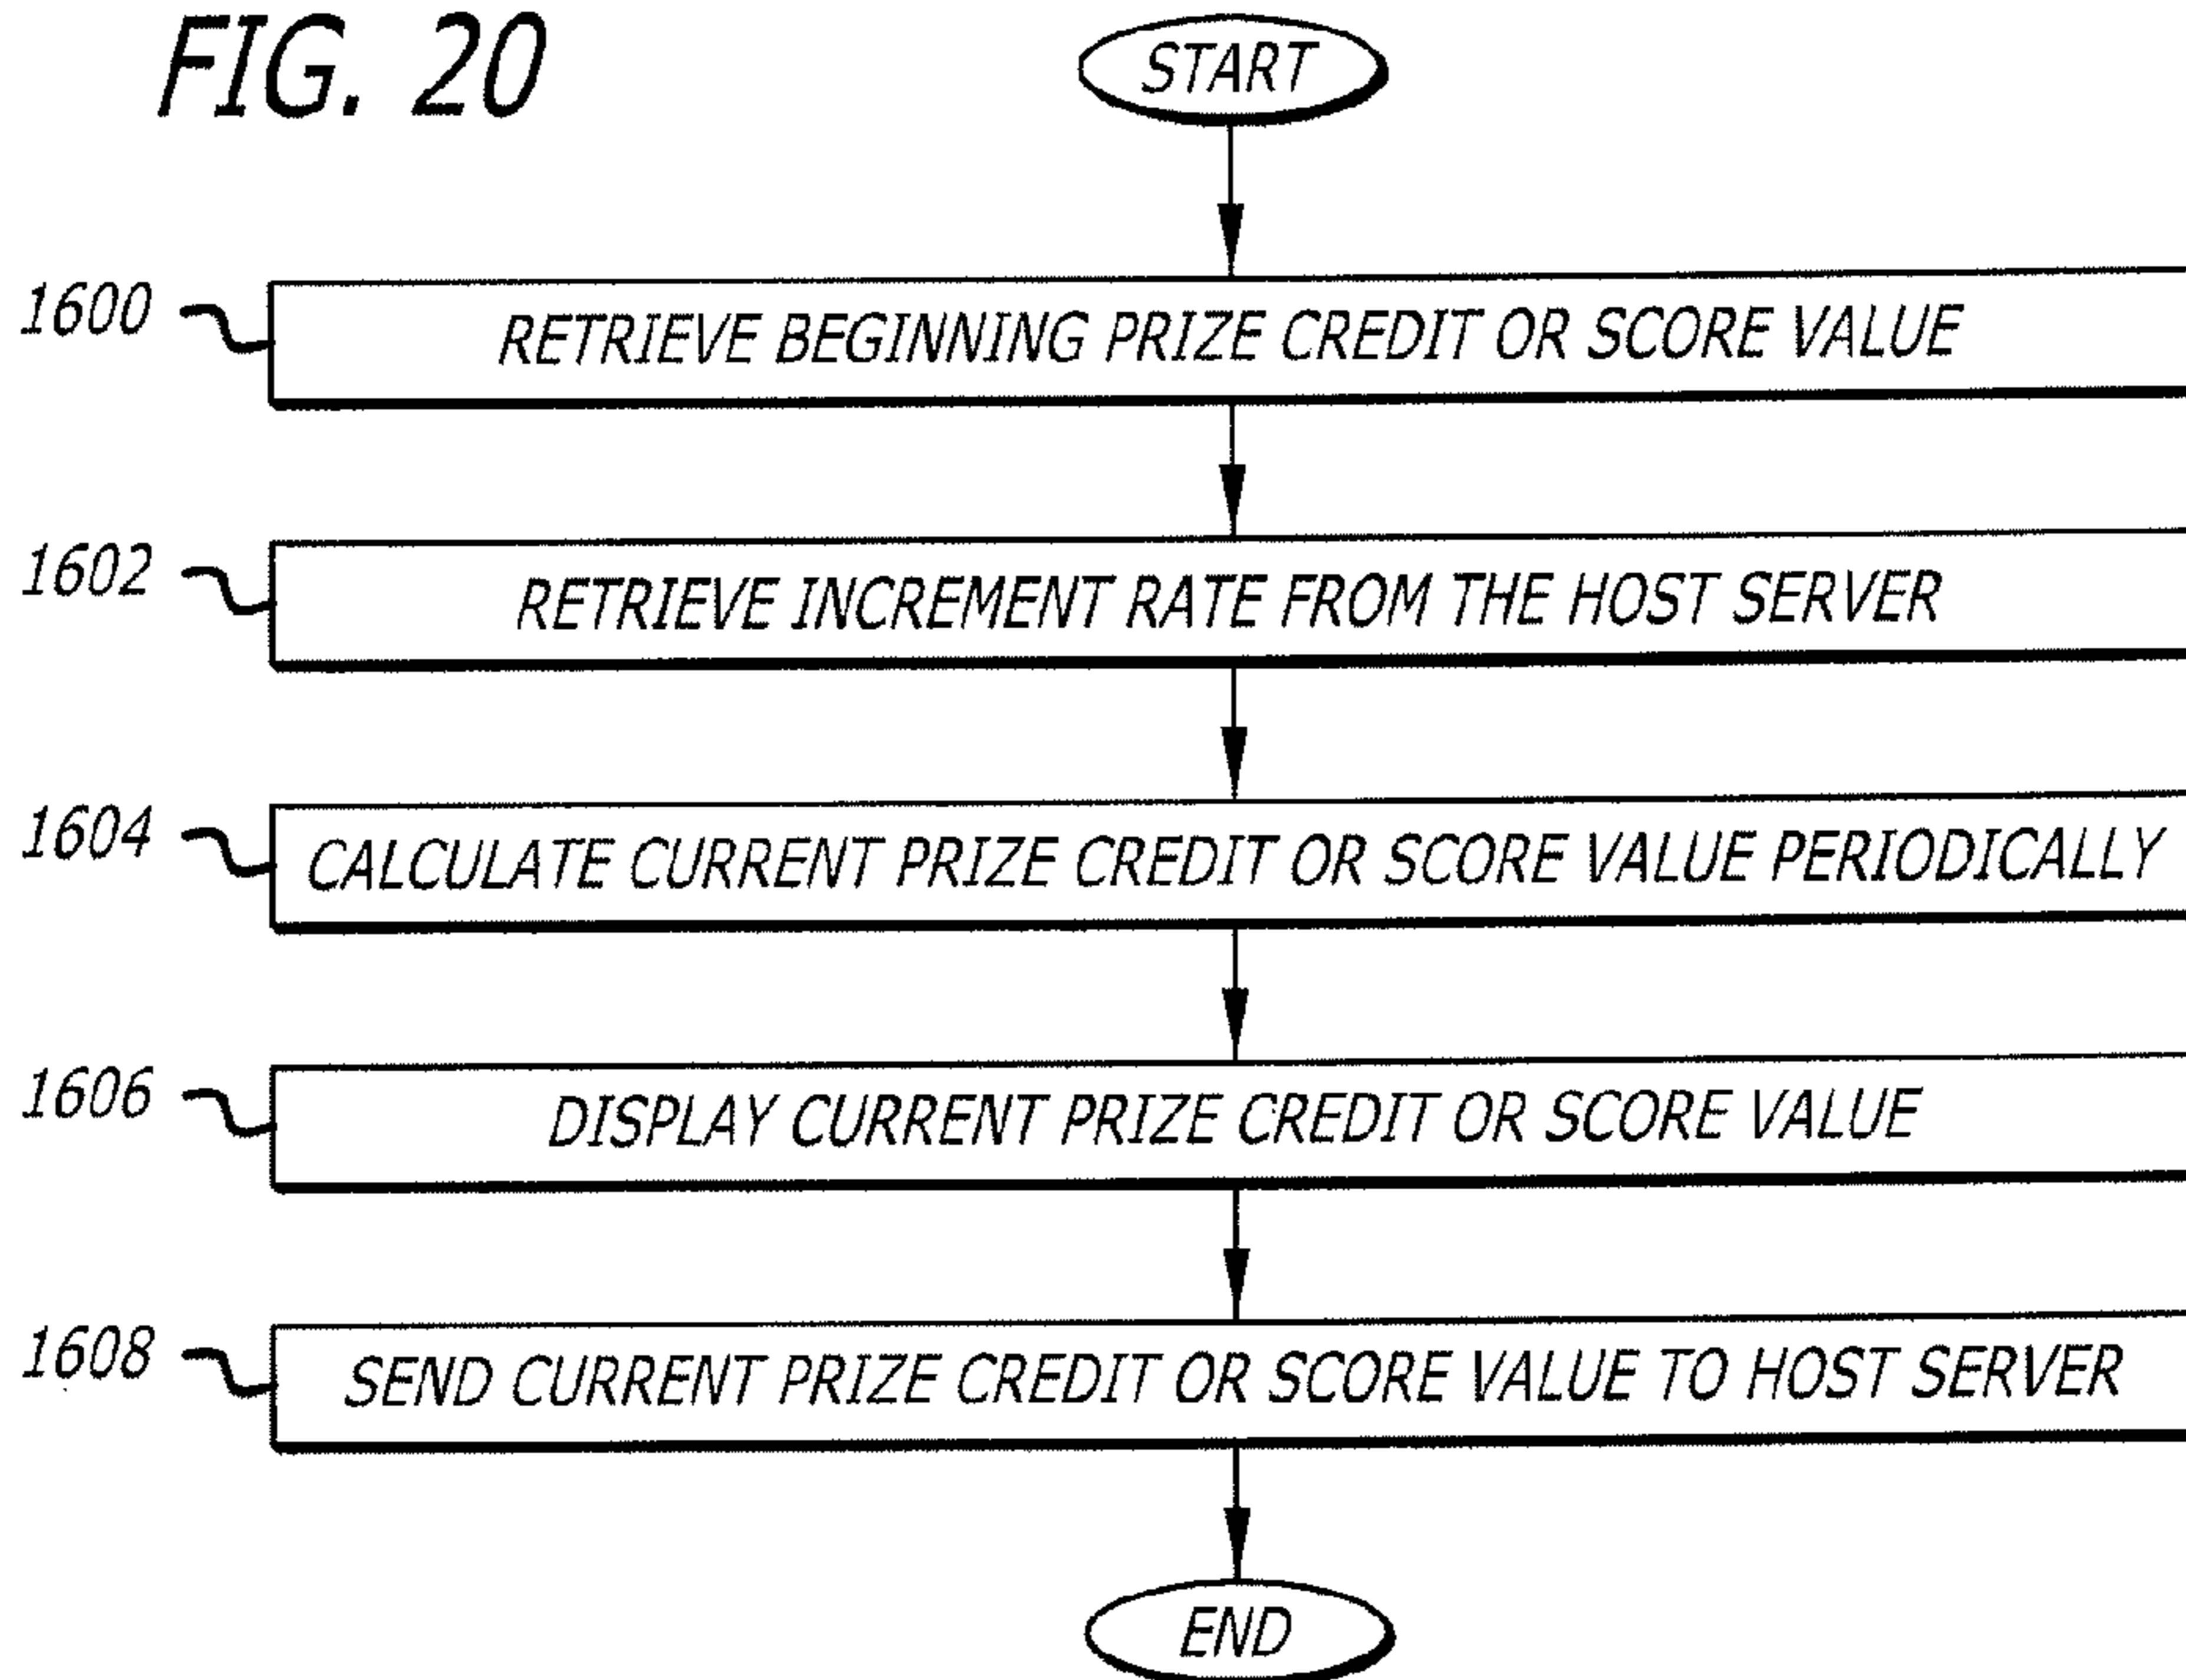 FIG. 20
START
1600
RETRIEVE BEGINNING PRIZE CREDIT OR SCORE VALUE
1602
RETRIEVE INCREMENT RATE FROM THE HOST SERVER
1604
CALCULATE CURRENT PRIZE CREDIT OR SCORE VALUE PERIODICALLY
1606
DISPLAY CURRENT PRIZE CREDIT OR SCORE VALUE
1608
SEND CURRENT PRIZE CREDIT OR SCORE VALUE TO HOST SERVER
END